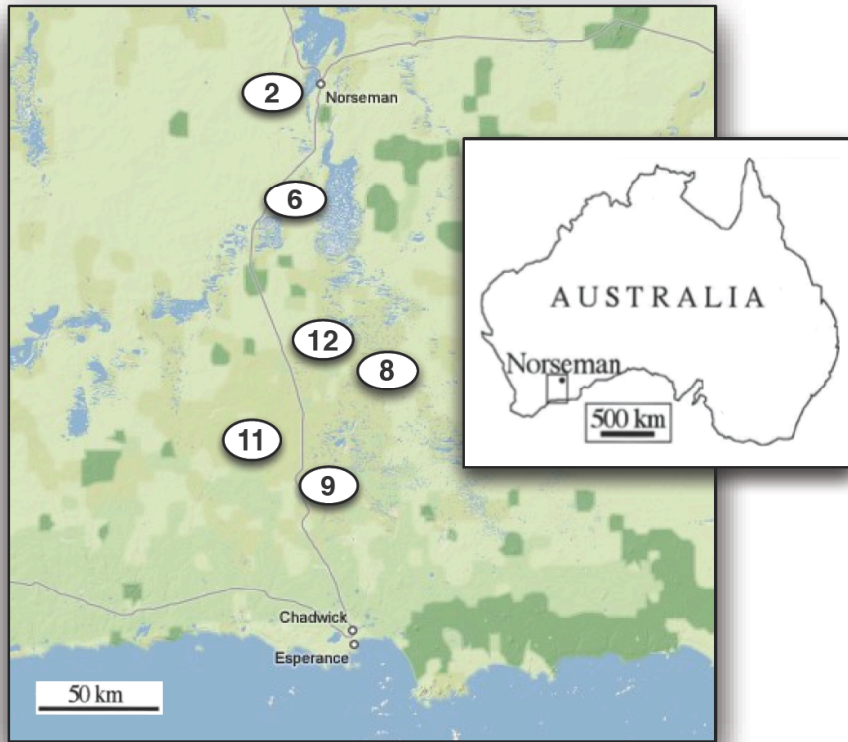 2
Norseman
6
12
8
11
9
Chadwick
Esperance
50 km
AUSTRALIA
Norseman
500 km